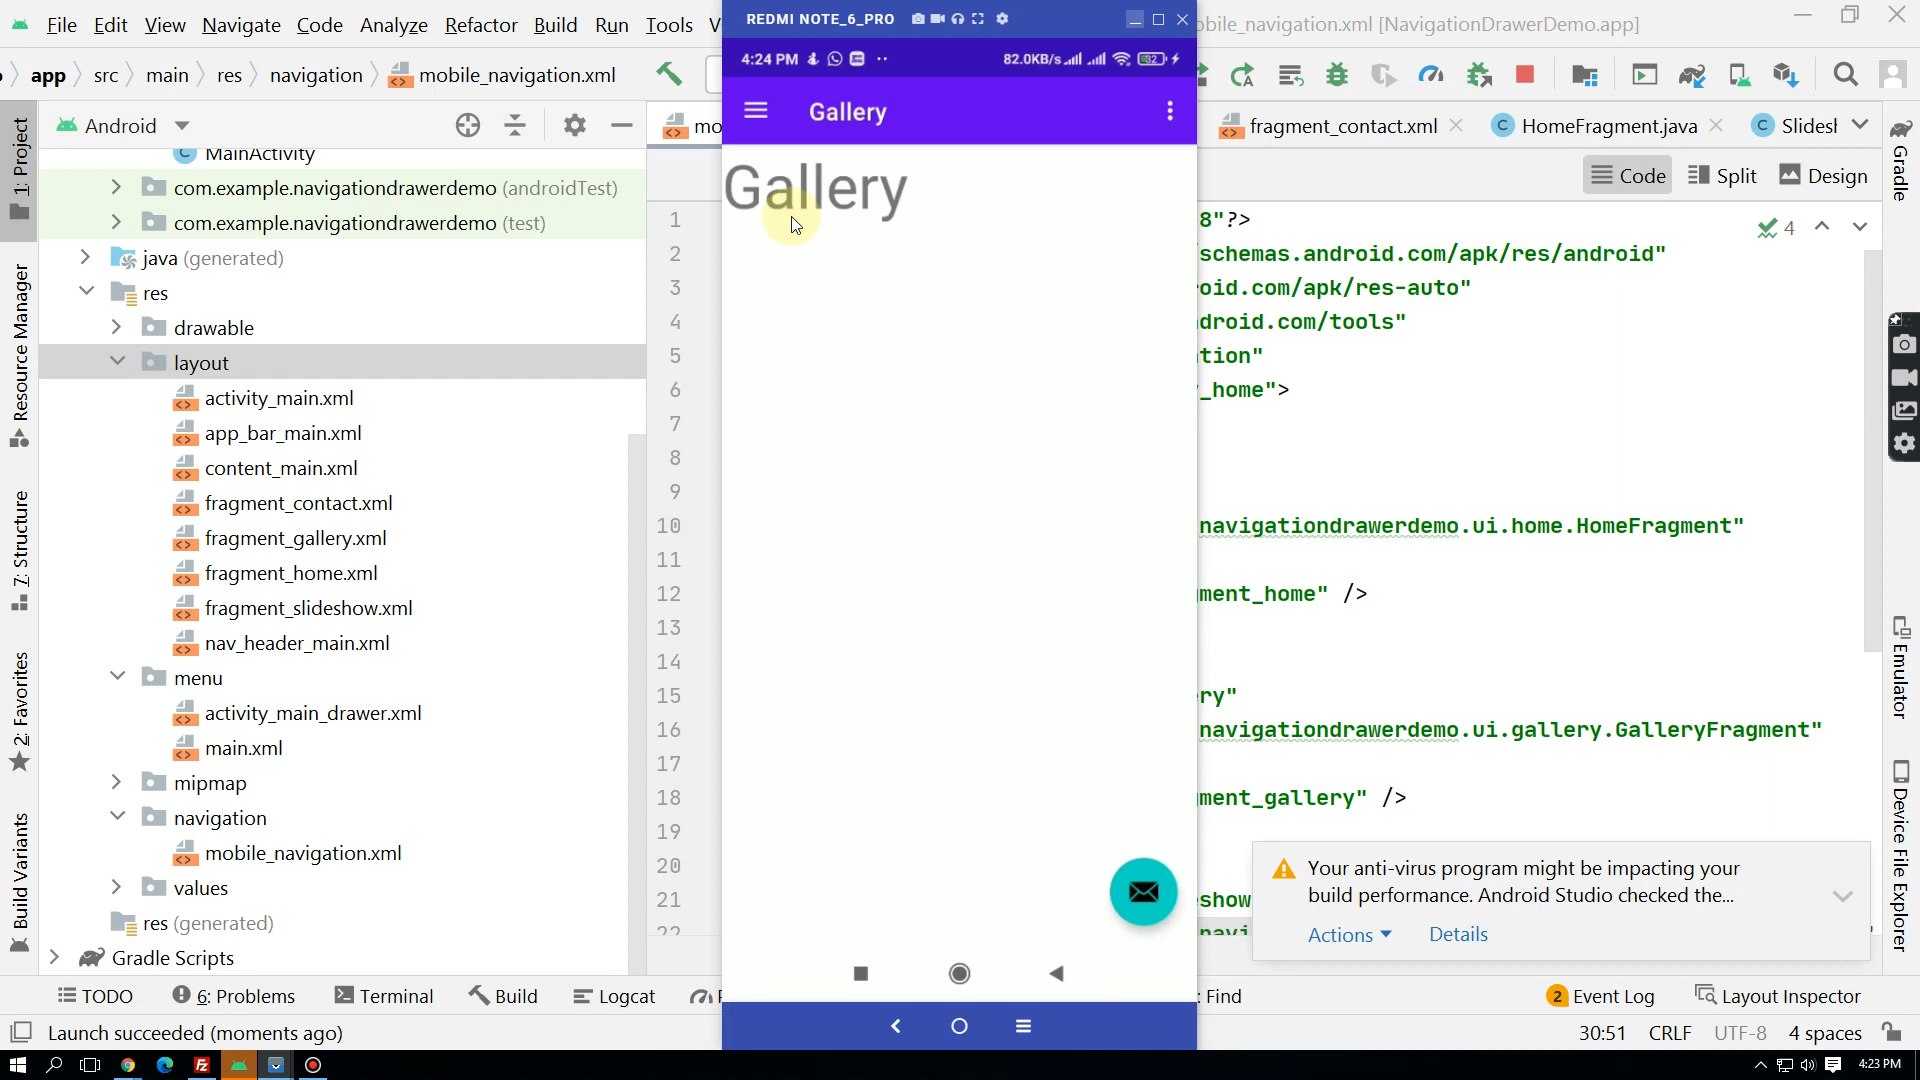 File Edit View Navigate Code Analyze Refactor Build Run Tools V
REDMI NOTE_6_PRO
bile_navigation.xml [NavigationDrawerDemo.app]
app src main res navigation mobile_navigation.xml
4:24 PM
82.0KB/s
82
Gallery
Android
mo
fragment_contact.xml
HomeFragment.java
Slidesh
Code Split Design
1: Project
Resource Manager
7: Structure
2: Favorites
Build Variants
MainActivity
com.example.navigationdrawerdemo (androidTest)
com.example.navigationdrawerdemo (test)
java (generated)
res
drawable
layout
activity_main.xml
app_bar_main.xml
content_main.xml
fragment_contact.xml
fragment_gallery.xml
fragment_home.xml
fragment_slideshow.xml
nav_header_main.xml
menu
activity_main_drawer.xml
main.xml
mipmap
navigation
mobile_navigation.xml
values
res (generated)
Gradle Scripts
Gallery
1 8"?>
4
2 schemas.android.com/apk/res/android"
3 oid.com/apk/res-auto"
4 droid.com/tools"
5 tion"
6 _home">
7
8
9
10 navigationdrawerdemo.ui.home.HomeFragment"
11
12 ment_home" />
13
14
15 ry"
16 navigationdrawerdemo.ui.gallery.GalleryFragment"
17
18 ment_gallery" />
19
20
21 show
22 navi
Your anti-virus program might be impacting your
build performance. Android Studio checked the...
Actions Details
Gradle
Emulator
Device File Explorer
TODO 6: Problems Terminal Build Logcat
: Find
2 Event Log Layout Inspector
Launch succeeded (moments ago)
30:51 CRLF UTF-8 4 spaces
4:23 PM